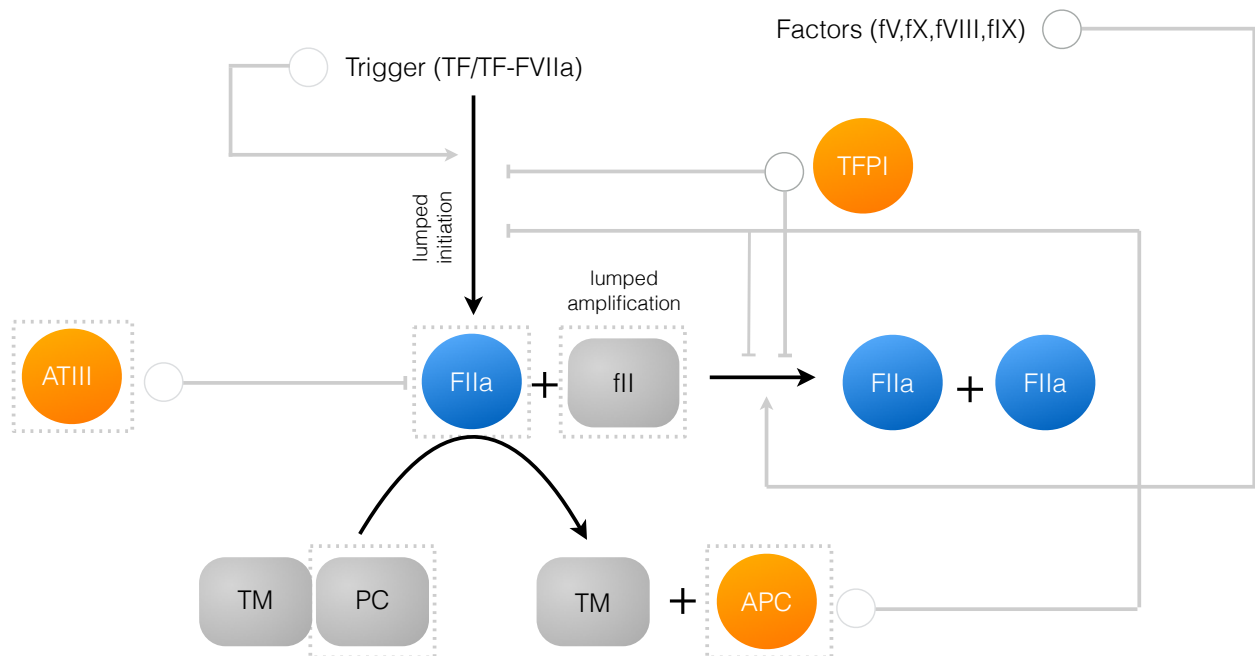 Factors (fV,fX,fVIII,fIX)
Trigger (TF/TF-FVIIa)
TFPI
lumped
initiation
lumped
amplification
ATIII
FIIa
+
fII
FIIa
+
FIIa
TM
PC
TM
+
APC